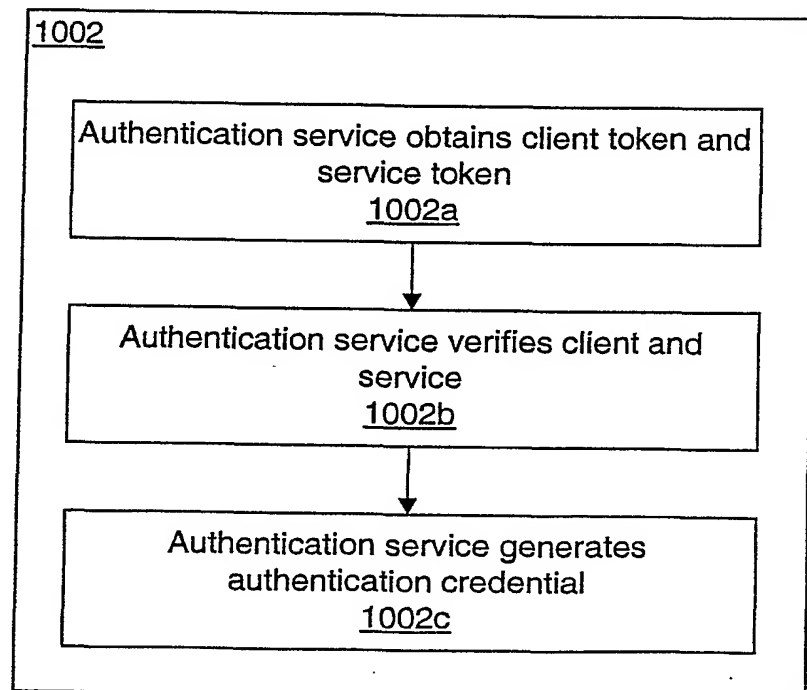 1002
Authentication service obtains client token and
service token
1002a
Authentication service verifies client and
service
1002b
Authentication service generates
authentication credential
1002c